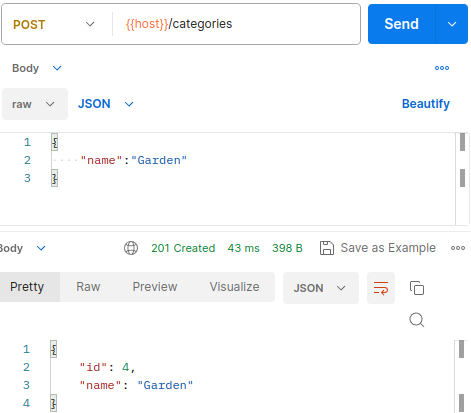 POST {{host}}/categories Send
Body
raw JSON Beautify
1 {
2 "name":"Garden"
3 }
Body 201 Created 43 ms 398 B Save as Example
Pretty Raw Preview Visualize JSON
1 {
2 "id": 4,
3 "name": "Garden"
4 }